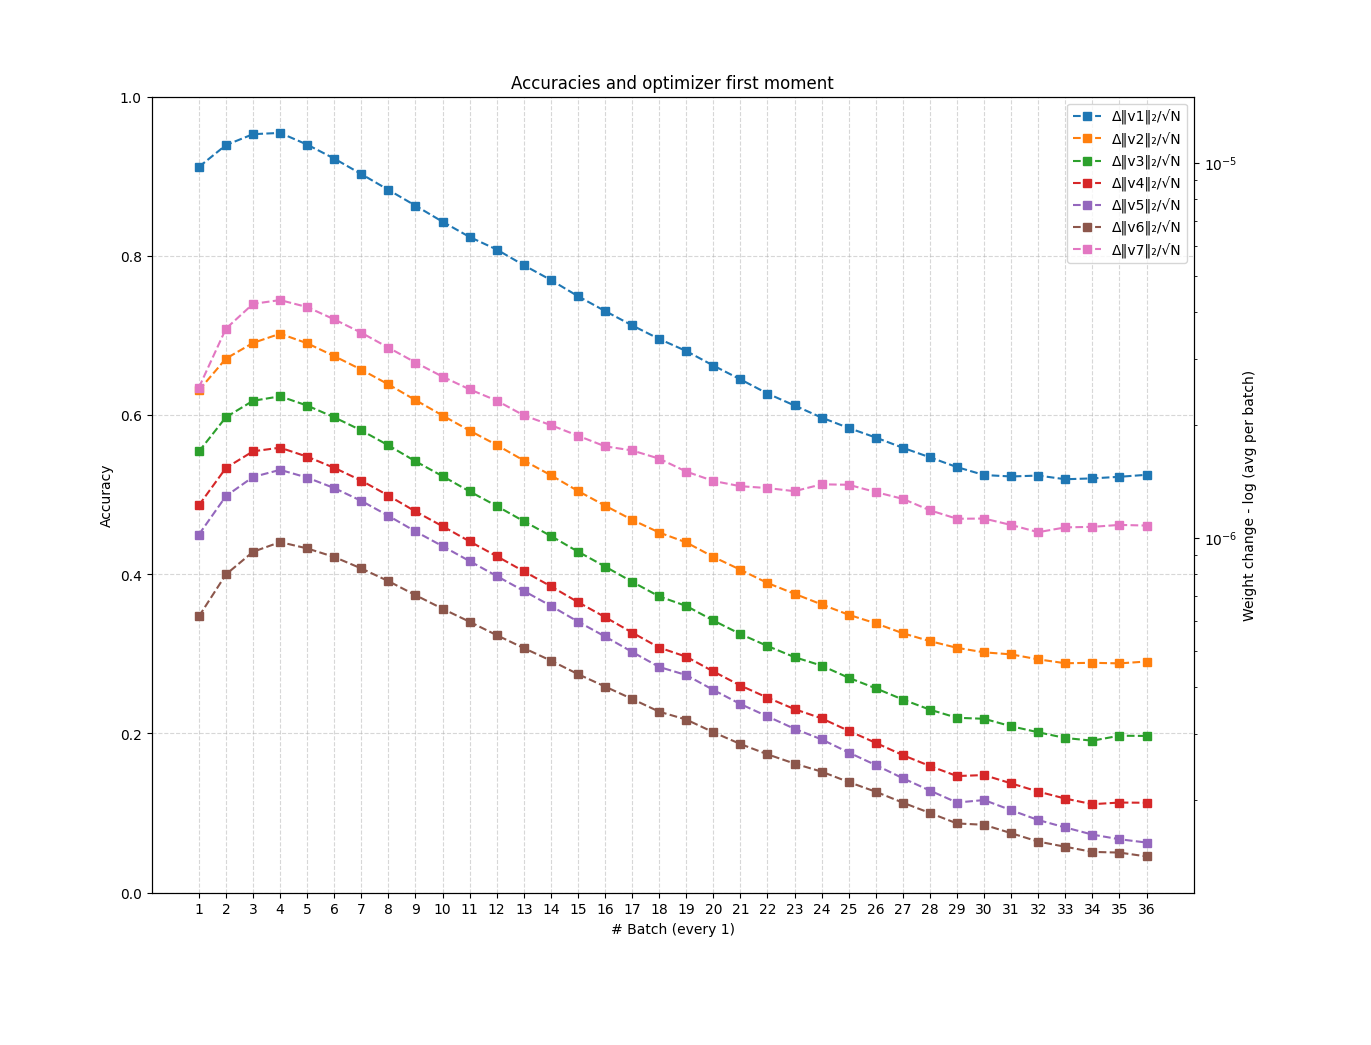 Accuracies and optimizer first moment
1.0
0.8
0.6
0.4
0.2
0.0
Accuracy
Δ‖v1‖₂/√N
Δ‖v2‖₂/√N
Δ‖v3‖₂/√N
Δ‖v4‖₂/√N
Δ‖v5‖₂/√N
Δ‖v6‖₂/√N
Δ‖v7‖₂/√N
10⁻⁵
10⁻⁶
Weight change - log (avg per batch)
1 2 3 4 5 6 7 8 9 10 11 12 13 14 15 16 17 18 19 20 21 22 23 24 25 26 27 28 29 30 31 32 33 34 35 36
# Batch (every 1)